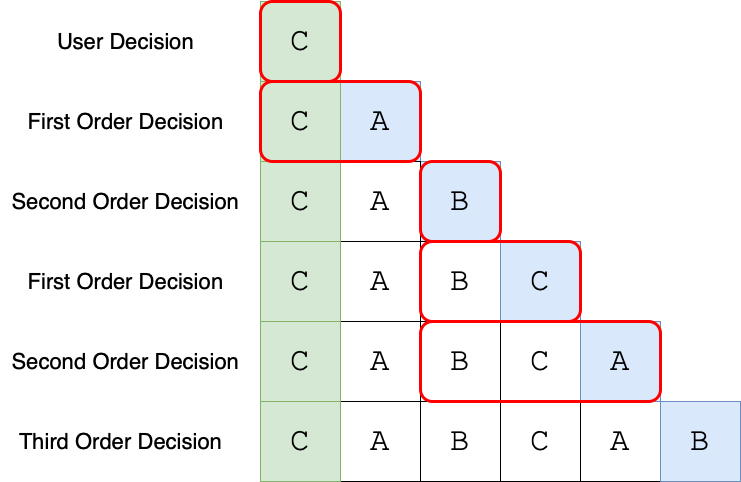 User Decision C
First Order Decision C A
Second Order Decision C A B
First Order Decision C A B C
Second Order Decision C A B C A
Third Order Decision C A B C A B